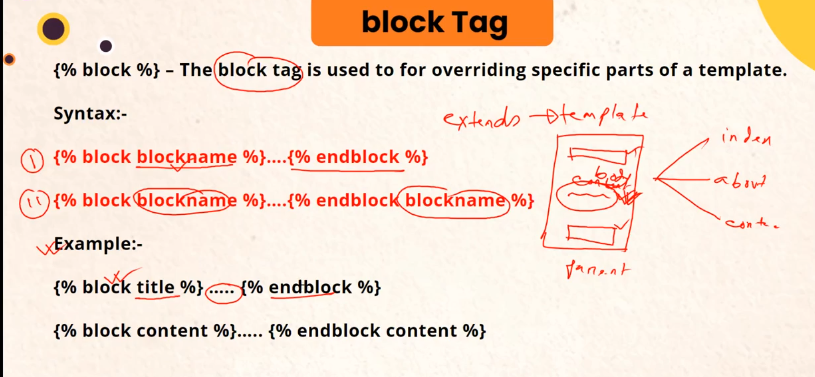 block Tag
{% block %} – The block tag is used to for overriding specific parts of a template.
Syntax:-
extends → template
(i) {% block blockname %}....{% endblock %}
(ii) {% block blockname %}....{% endblock blockname %}
index
about
body
Example:-
parent
{% block title %} ..... {% endblock %}
{% block content %}..... {% endblock content %}